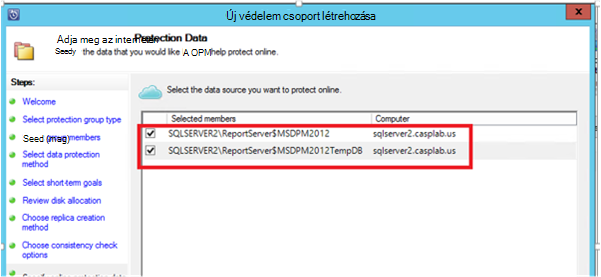 Új védelem csoport létrehozása
Adja meg az internetes Protection Data
Seedy the data that you would like A OPM help protect online.
Steps:
Welcome
Select protection group type
Seed (mag) group members
Select data protection
method
Select short-term goals
Review disk allocation
Choose replica creation
method
Choose consistency check
options
Select the data source you want to protect online.
Selected members Computer
SQLSERVER2\ReportServer$MSDPM2012 sqlserver2.casplab.us
SQLSERVER2\ReportServer$MSDPM2012TempDB sqlserver2.casplab.us